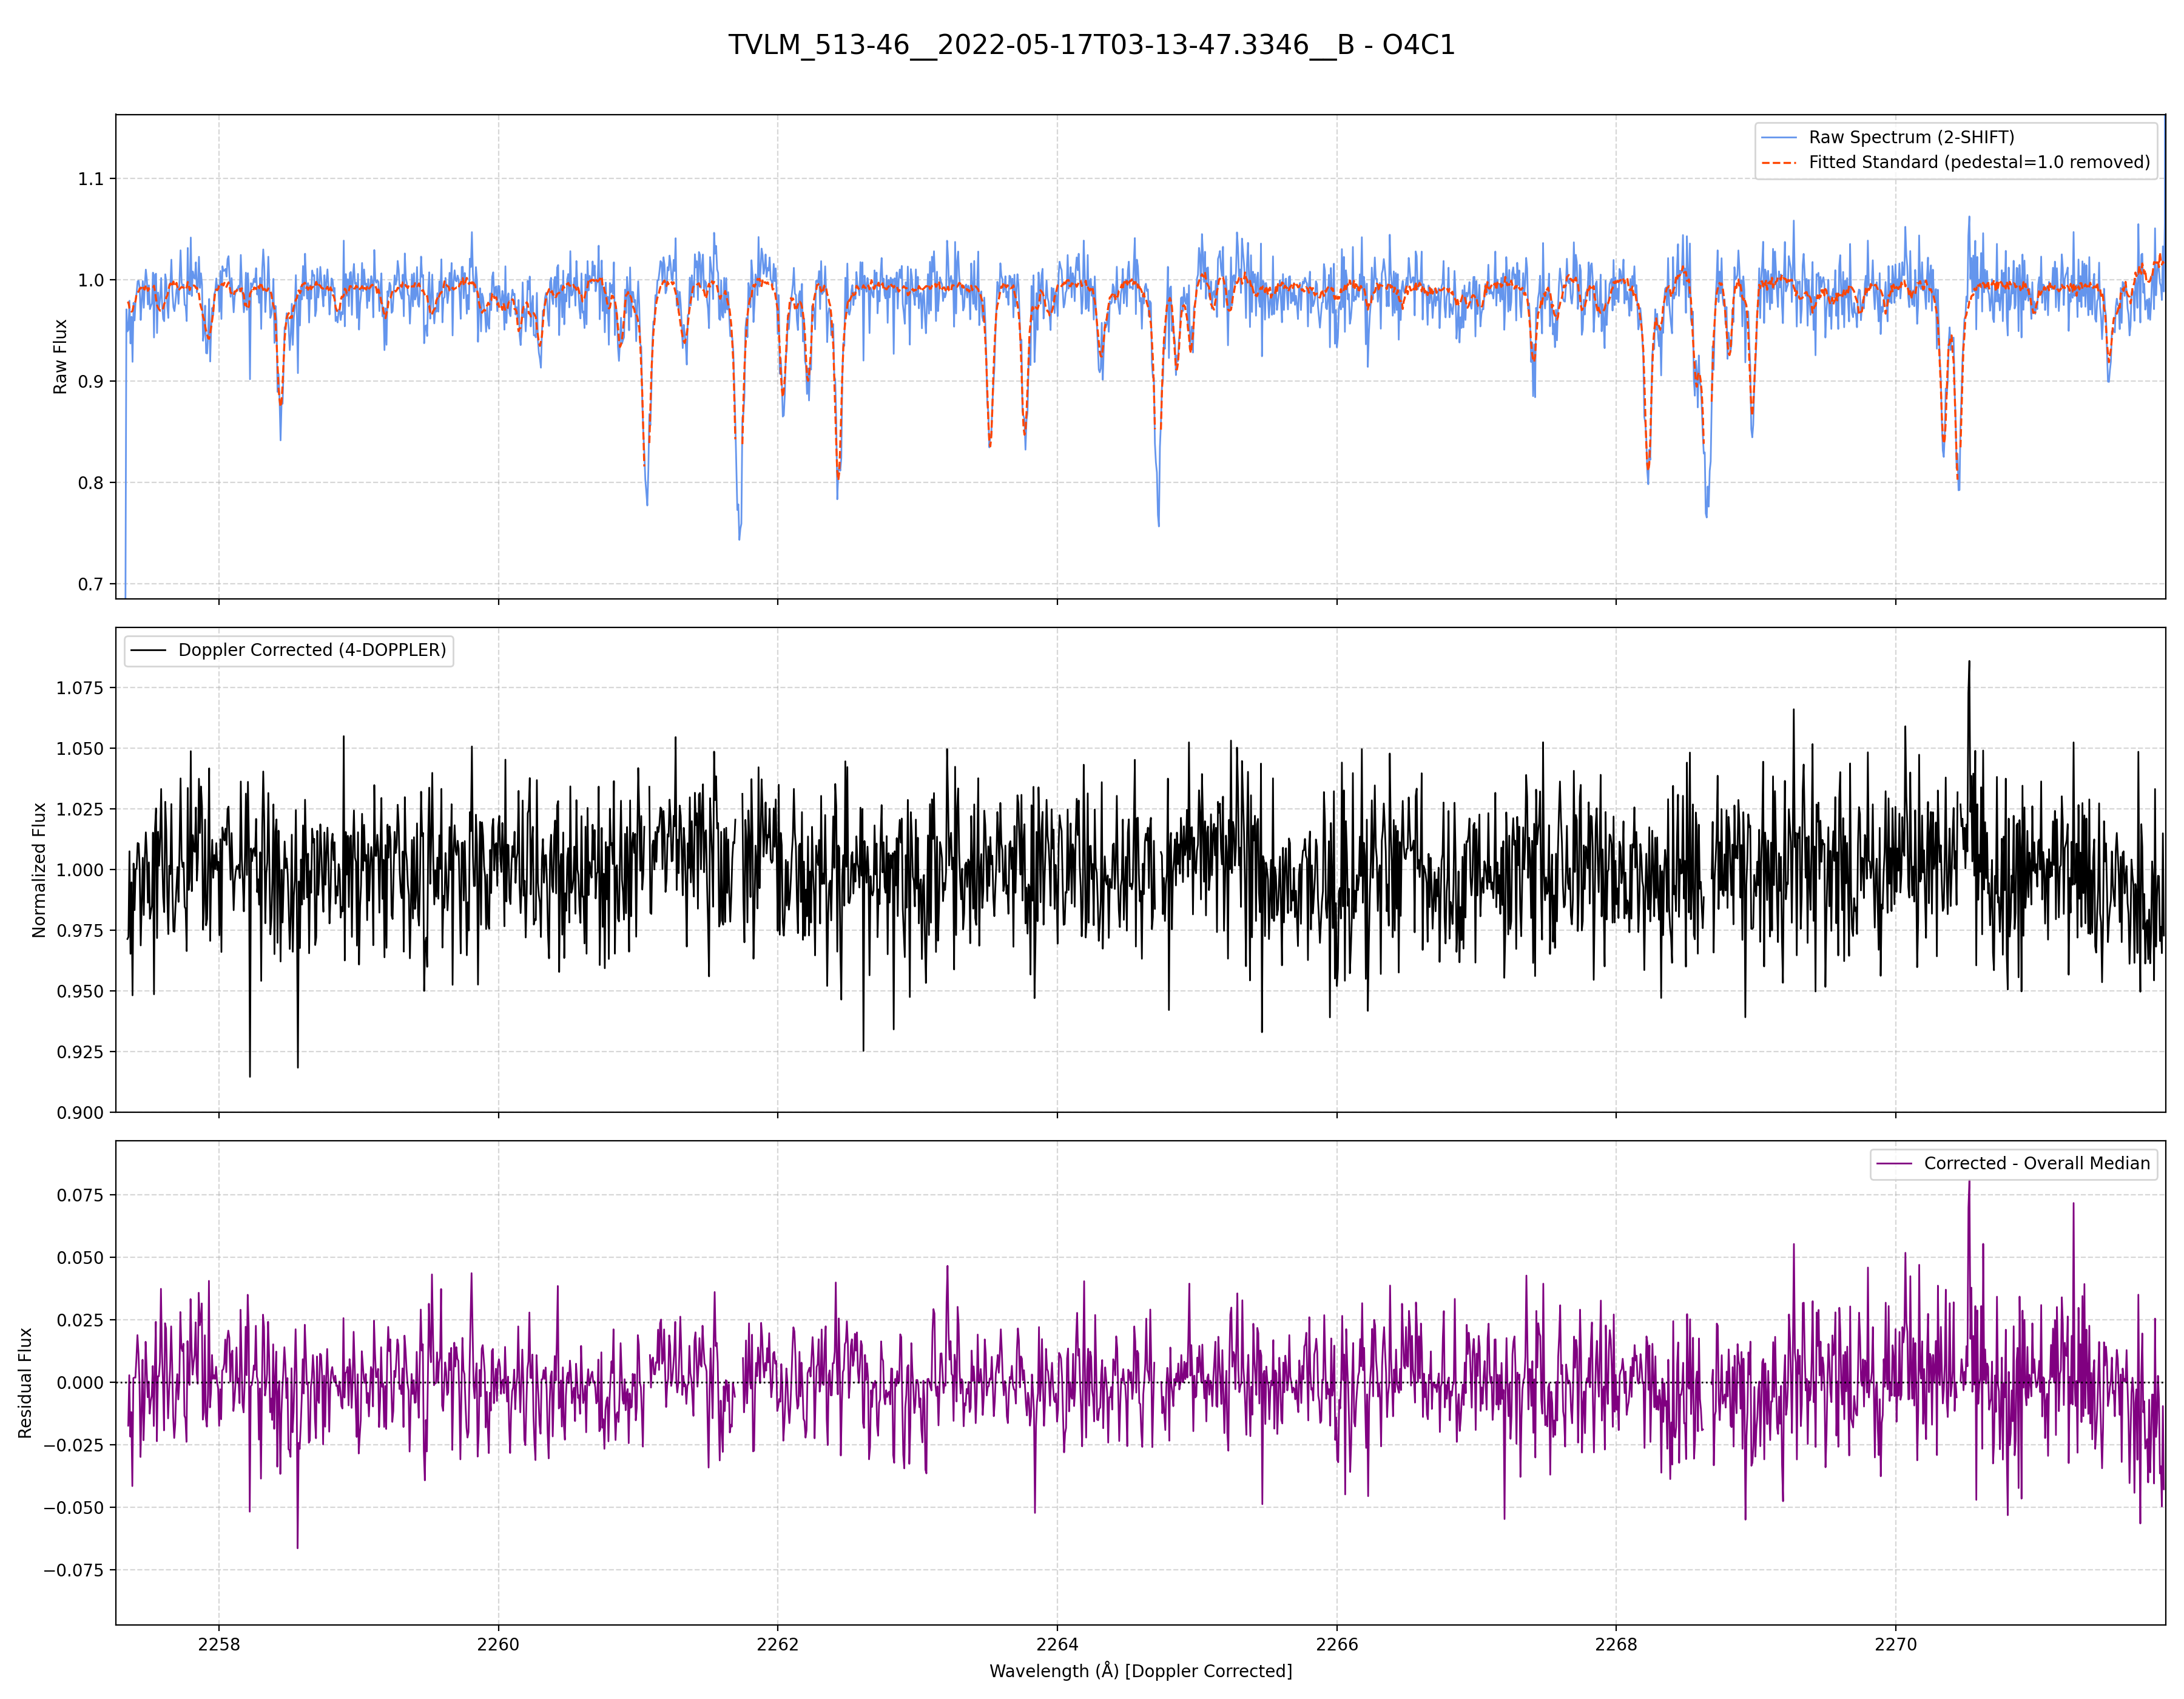 TVLM_513-46__2022-05-17T03-13-47.3346__B - O4C1
Raw Flux
1.1
1.0
0.9
0.8
0.7
Raw Spectrum (2-SHIFT)
Fitted Standard (pedestal=1.0 removed)
Normalized Flux
1.075
1.050
1.025
1.000
0.975
0.950
0.925
0.900
Doppler Corrected (4-DOPPLER)
Residual Flux
0.075
0.050
0.025
0.000
−0.025
−0.050
−0.075
Corrected - Overall Median
2258 2260 2262 2264 2266 2268 2270
Wavelength (Å) [Doppler Corrected]